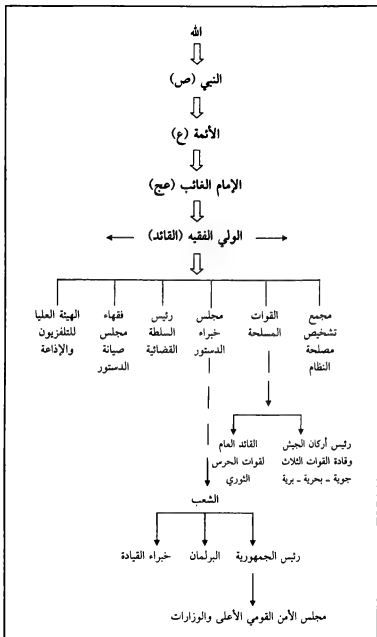 الله
النبي (ص)
الأئمة (ع)
الإمام الغائب (عج)
الولي الفقيه (القائد)
مجمع
تشخيص
مصلحة
النظام
القوات
المسلحة
مجلس
خبراء
الدستور
رئيس
السلطة
القضائية
فقهاء
مجلس
صيانة
الدستور
الهيئة العليا
للتلفزيون
والإذاعة
رئيس أركان الجيش
وقادة القوات الثلاث
جوية - بحرية - برية
القائد العام
لقوات الحرس
الثوري
الشعب
رئيس الجمهورية
البرلمان
خبراء القيادة
مجلس الأمن القومي الأعلى والوزارات